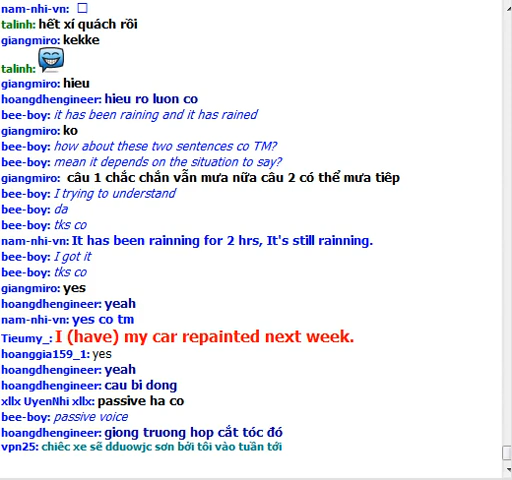 nam-nhi-vn: □
talinh: hết xí quách rồi
giangmiro: kekke
talinh:
giangmiro: hieu
hoangdhengineer: hieu ro luon co
bee-boy: it has been raining and it has rained
giangmiro: ko
bee-boy: how about these two sentences co TM?
bee-boy: mean it depends on the situation to say?
giangmiro: câu 1 chắc chắn vẫn mưa nữa câu 2 có thể mưa tiêp
bee-boy: I trying to understand
bee-boy: da
bee-boy: tks co
nam-nhi-vn: It has been rainning for 2 hrs, It's still rainning.
bee-boy: I got it
bee-boy: tks co
giangmiro: yes
hoangdhengineer: yeah
nam-nhi-vn: yes co tm
Tieumy_: I (have) my car repainted next week.
hoanggia159_1: yes
hoangdhengineer: yeah
hoangdhengineer: cau bi dong
xllx UyenNhi xllx: passive ha co
bee-boy: passive voice
hoangdhengineer: giong truong hop cắt tóc đó
vpn25: chiêc xe sẽ dduowjc sơn bởi tôi vào tuần tới